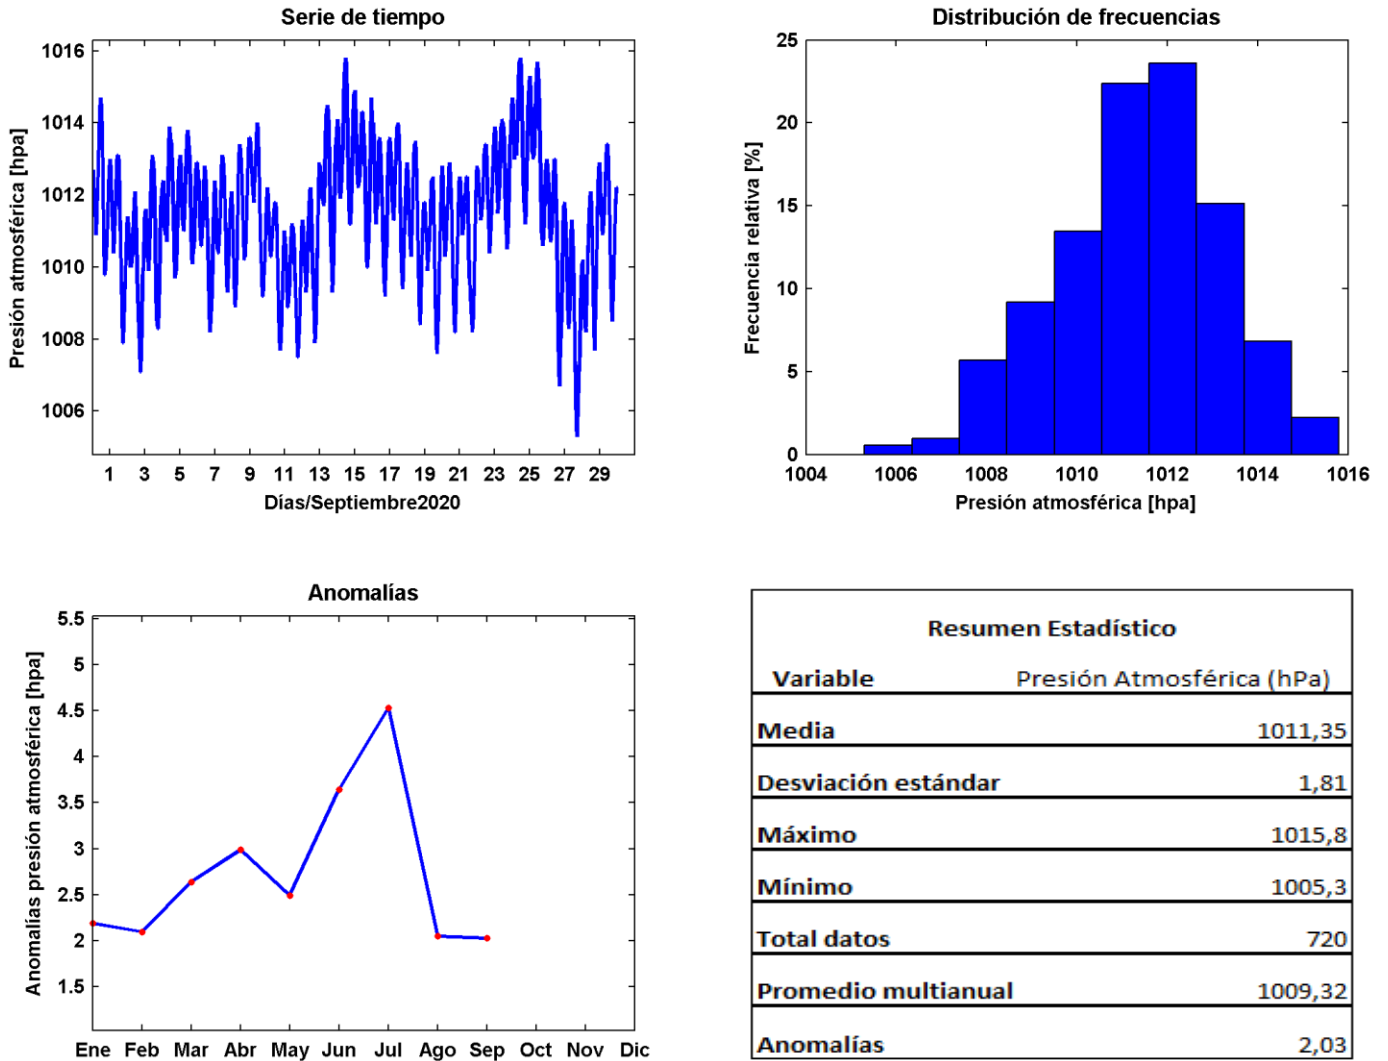 Serie de tiempo
Presión atmosférica [hpa]
1016
1014
1012
1010
1008
1006
1 3 5 7 9 11 13 15 17 19 21 23 25 27 29
Días/Septiembre2020
Distribución de frecuencias
Frecuencia relativa [%]
25
20
15
10
5
0
1004 1006 1008 1010 1012 1014 1016
Presión atmosférica [hpa]
Anomalías
Anomalías presión atmosférica [hpa]
5.5
5
4.5
4
3.5
3
2.5
2
1.5
Ene Feb Mar Abr May Jun Jul Ago Sep Oct Nov Dic
Resumen Estadístico
Variable Presión Atmosférica (hPa)
Media 1011,35
Desviación estándar 1,81
Máximo 1015,8
Mínimo 1005,3
Total datos 720
Promedio multianual 1009,32
Anomalías 2,03